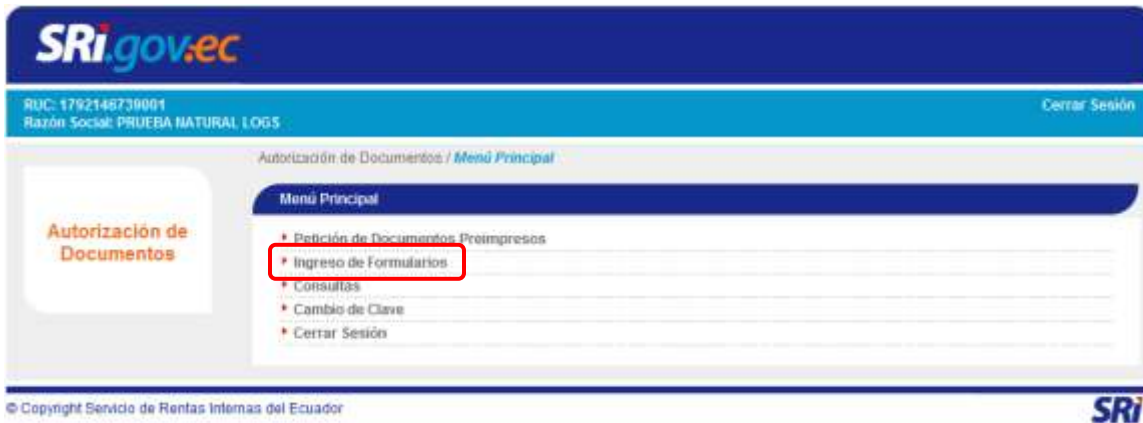 SRi.gov.ec
RUC: 1792146739001
Cerrar Sesión
Razón Social: PRUEBA NATURAL LOGS
Autorización de Documentos / Menú Principal
Menú Principal
Autorización de
Documentos
Petición de Documentos Preimpresos
Ingreso de Formularios
Consultas
Cambio de Clave
Cerrar Sesión
© Copyright Servicio de Rentas Internas del Ecuador
SRi